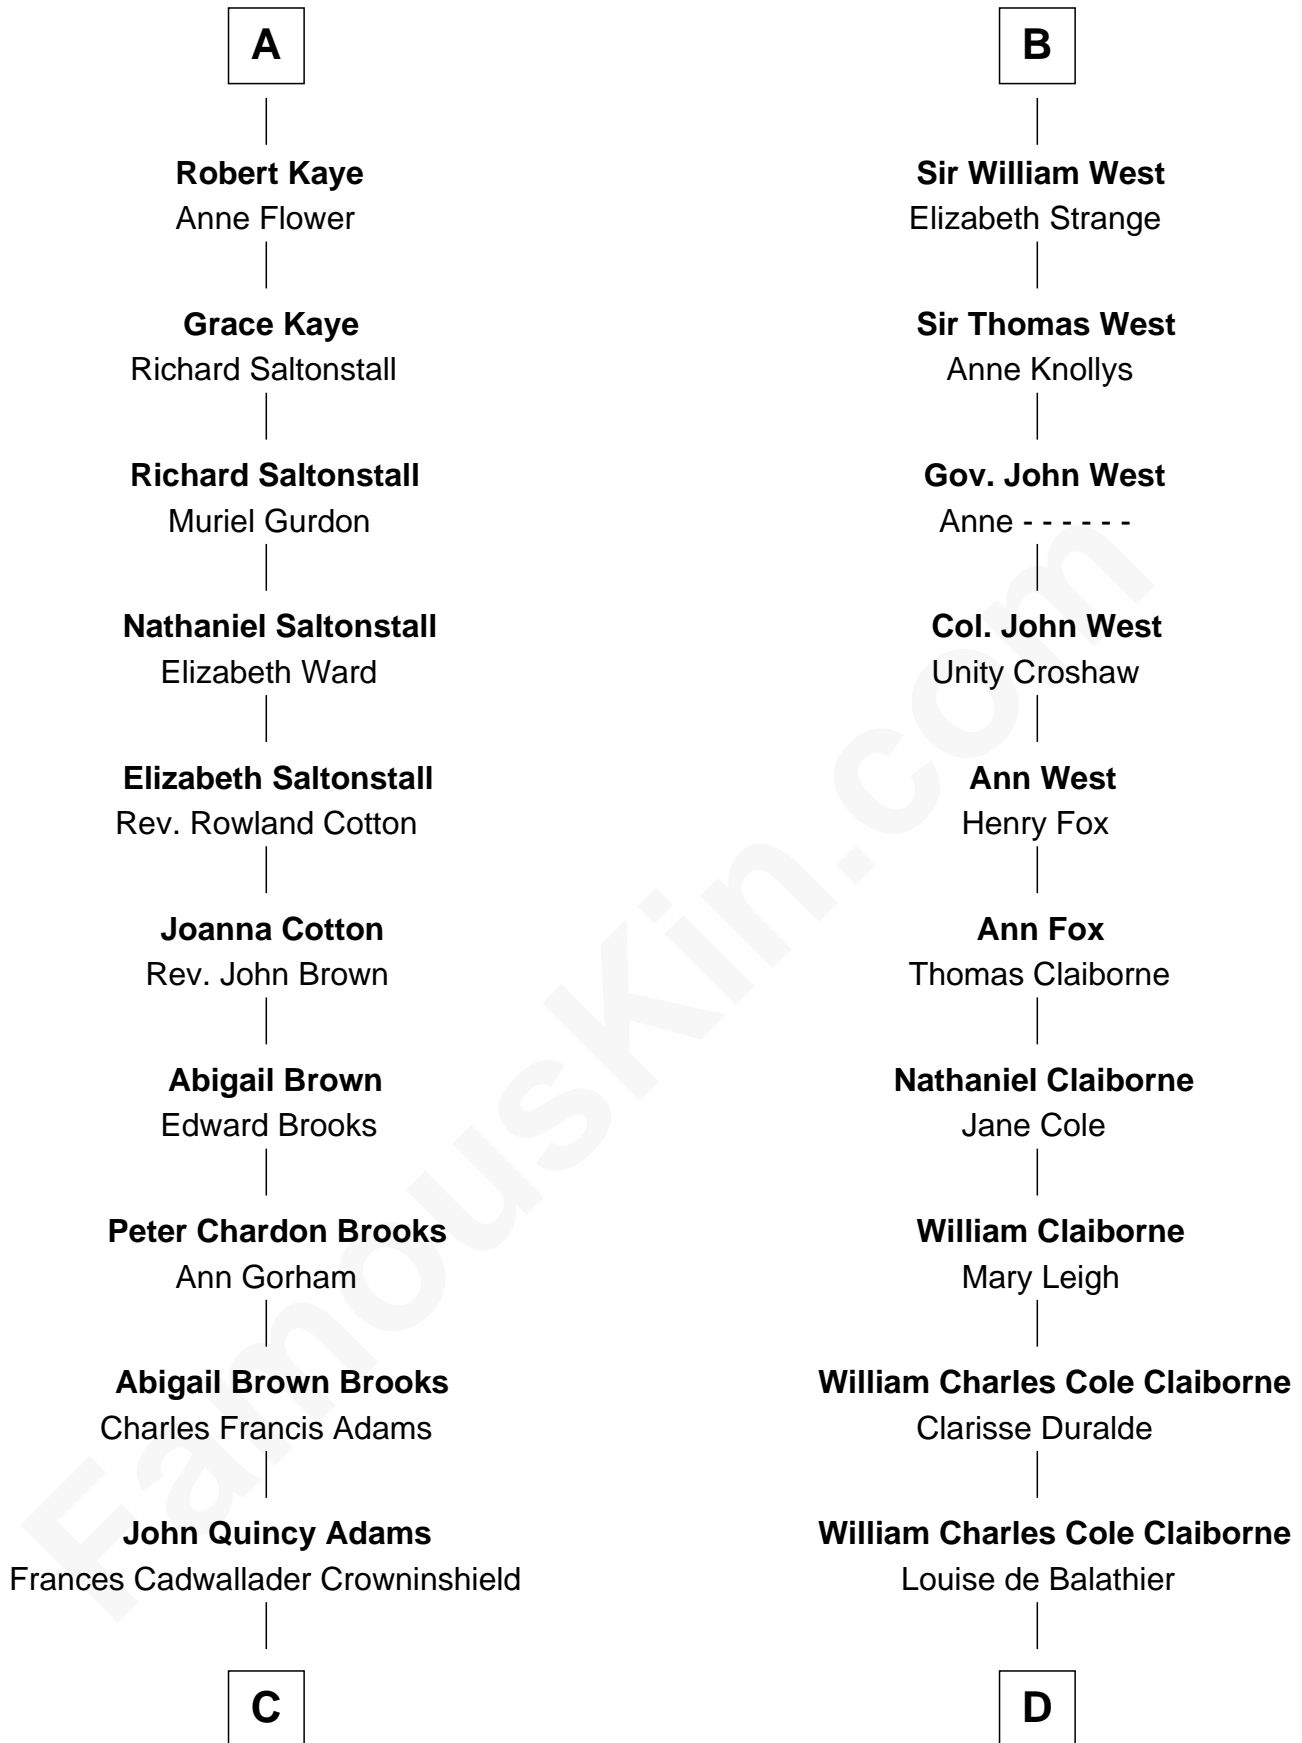 A
Robert Kaye
Anne Flower
Grace Kaye
Richard Saltonstall
Richard Saltonstall
Muriel Gurdon
Nathaniel Saltonstall
Elizabeth Ward
Elizabeth Saltonstall
Rev. Rowland Cotton
Joanna Cotton
Rev. John Brown
Abigail Brown
Edward Brooks
Peter Chardon Brooks
Ann Gorham
Abigail Brown Brooks
Charles Francis Adams
John Quincy Adams
Frances Cadwallader Crowninshield
C
B
Sir William West
Elizabeth Strange
Sir Thomas West
Anne Knollys
Gov. John West
Anne - - - - - -
Col. John West
Unity Croshaw
Ann West
Henry Fox
Ann Fox
Thomas Claiborne
Nathaniel Claiborne
Jane Cole
William Claiborne
Mary Leigh
William Charles Cole Claiborne
Clarisse Duralde
William Charles Cole Claiborne
Louise de Balathier
D
FamousKin.com